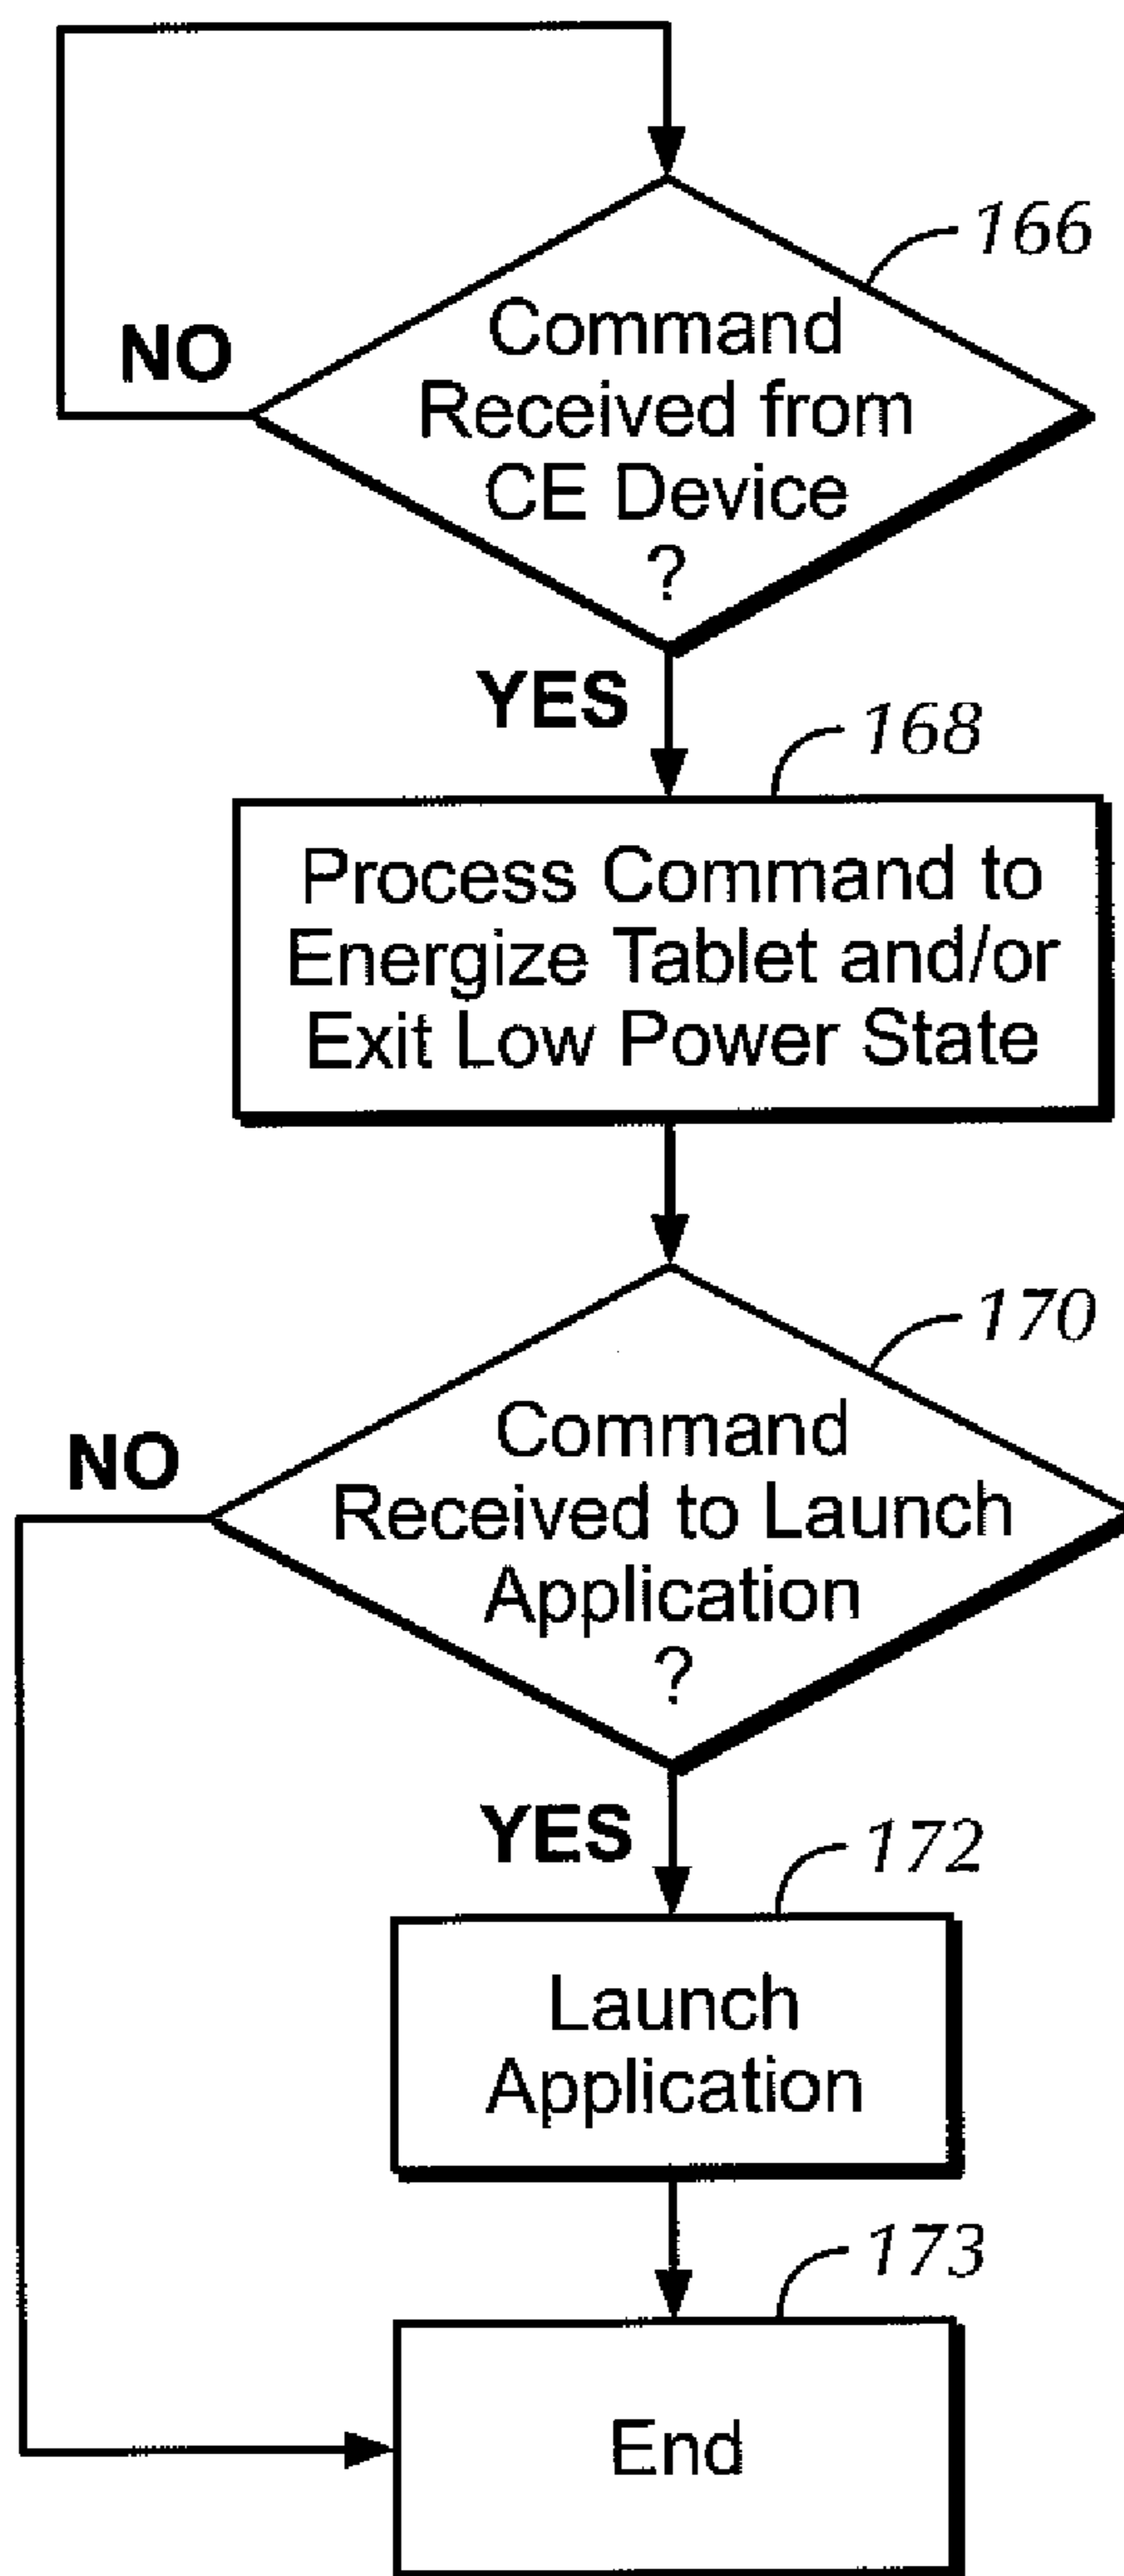 166
Command
NO
Received from
CE Device
?
YES
168
Process Command to
Energize Tablet and/or
Exit Low Power State
170
Command
NO
Received to Launch
Application
?
YES
172
Launch
Application
173
End